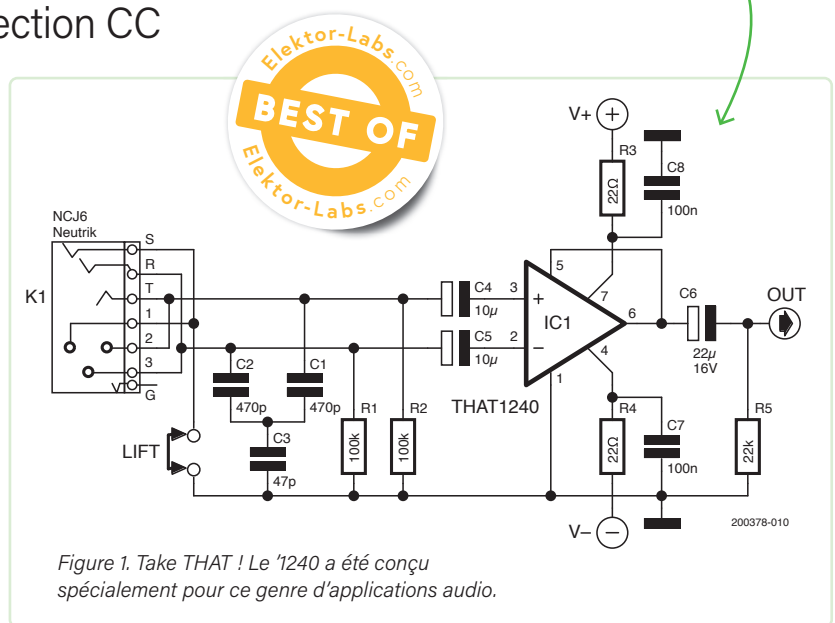 ection CC
Elektor-Labs.com
BEST OF
Elektor-Labs.com
V+
R3
C8
22Ω
100n
NCJ6
Neutrik
S
R
T
1
2
3
G
K1
C4
10µ
C5
10µ
3
2
5
7
6
4
1
+
−
IC1
THAT1240
C6
22µ
16V
OUT
C2
470p
C1
470p
C3
47p
R1
100k
R2
100k
R4
22Ω
C7
100n
R5
22k
LIFT
V−
200378-010
Figure 1. Take THAT ! Le '1240 a été conçu
spécialement pour ce genre d'applications audio.